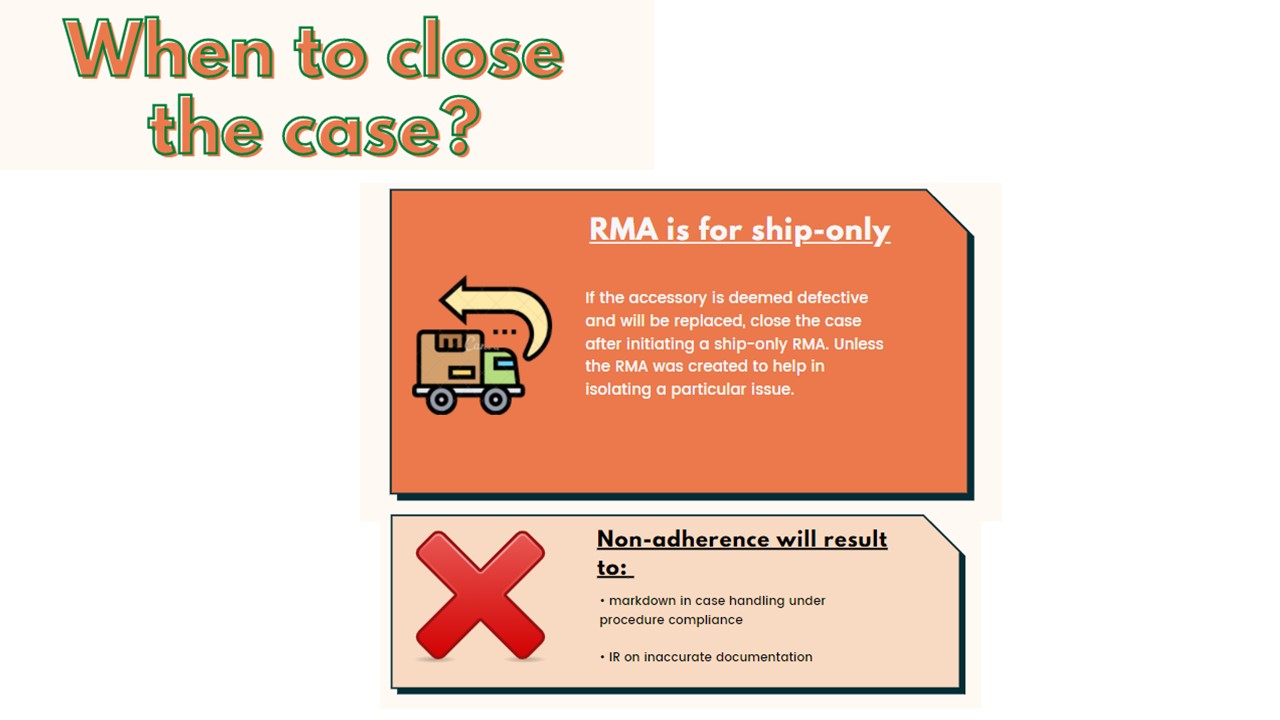 When to close
the case?
RMA is for ship-only
If the accessory is deemed defective
and will be replaced, close the case
after initiating a ship-only RMA. Unless
the RMA was created to help in
isolating a particular issue.
Canva
Non-adherence will result
to:
• markdown in case handling under
procedure compliance
• IR on inaccurate documentation